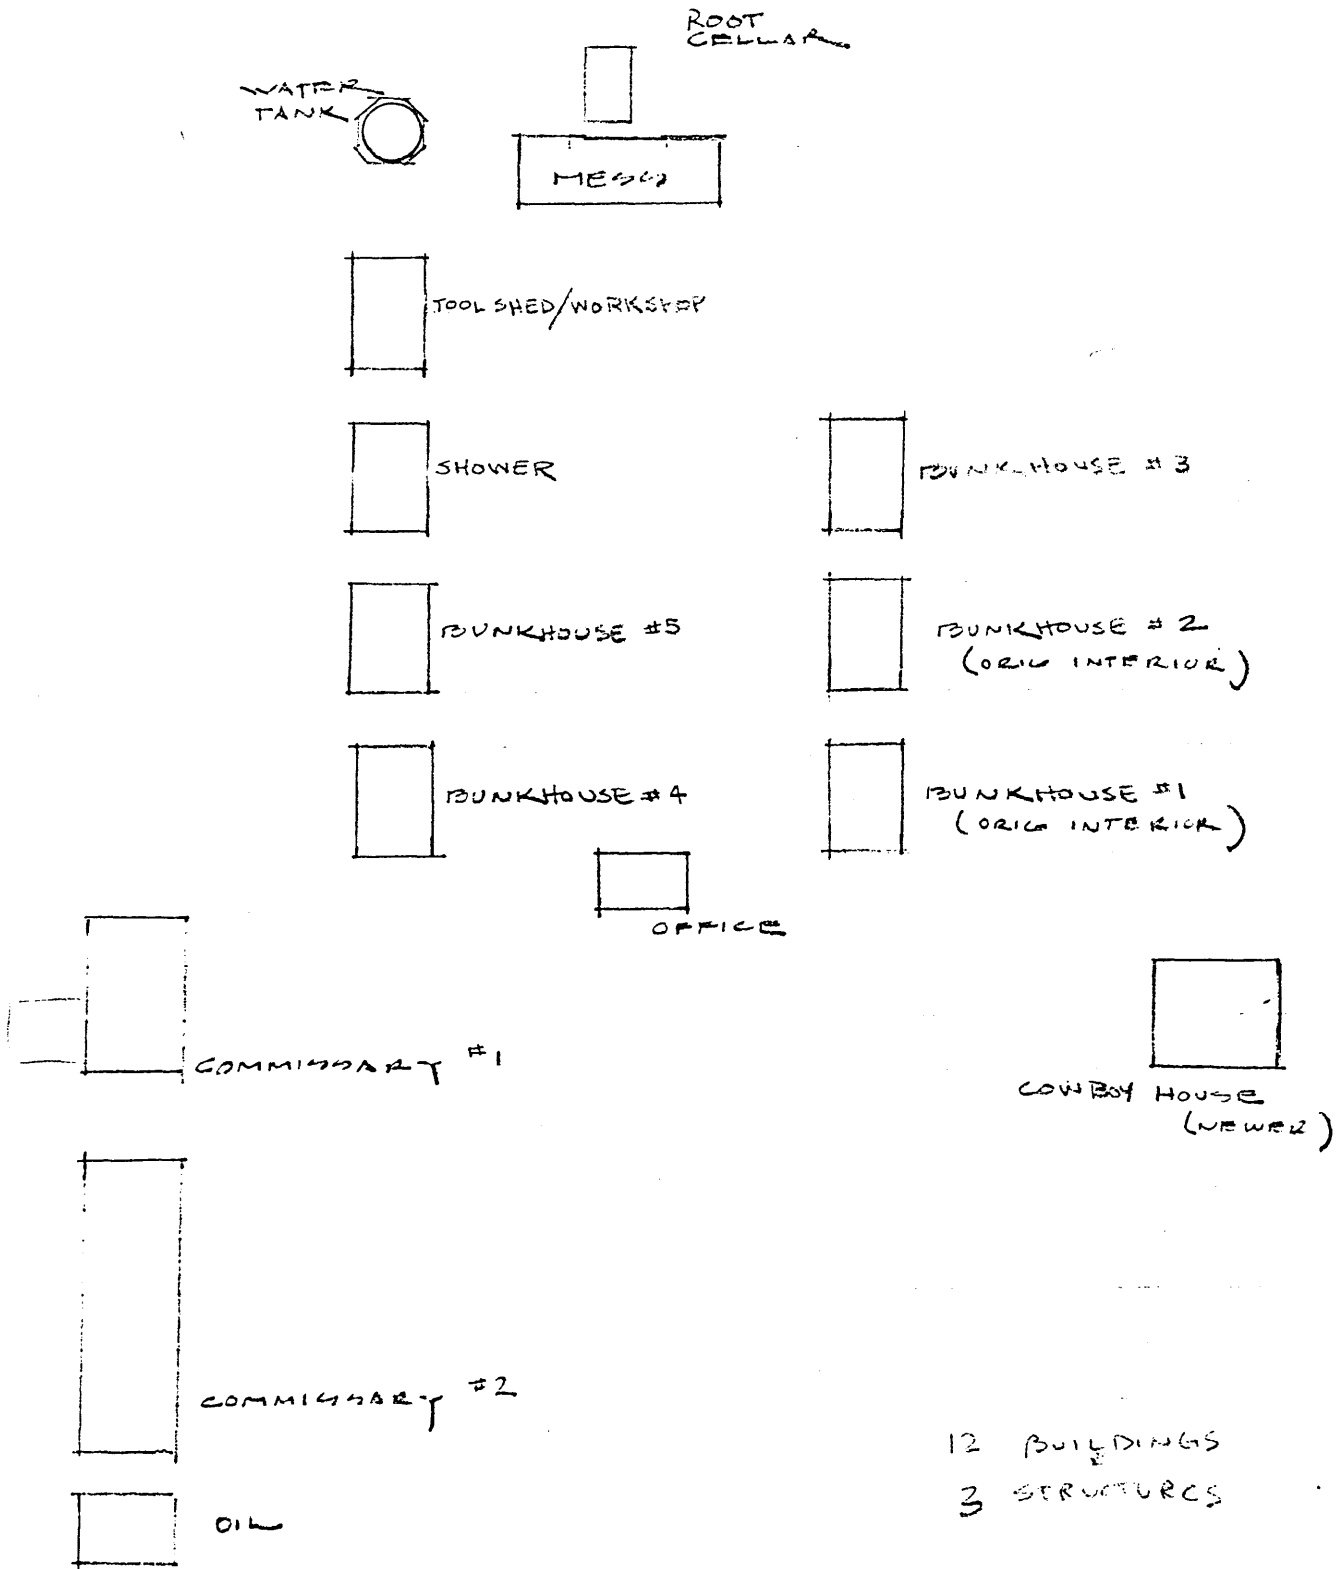 ROOT
CELLAR
WATER
TANK
MESS
TOOL SHED/WORKSHOP
SHOWER
BUNKHOUSE #3
BUNKHOUSE #5
BUNKHOUSE #2
(ORIG INTERIOR)
BUNKHOUSE #4
BUNKHOUSE #1
(ORIG INTERIOR)
OFFICE
COMMISSARY #1
COWBOY HOUSE
(NEWER)
COMMISSARY #2
12 BUILDINGS
3 STRUCTURES
OIL